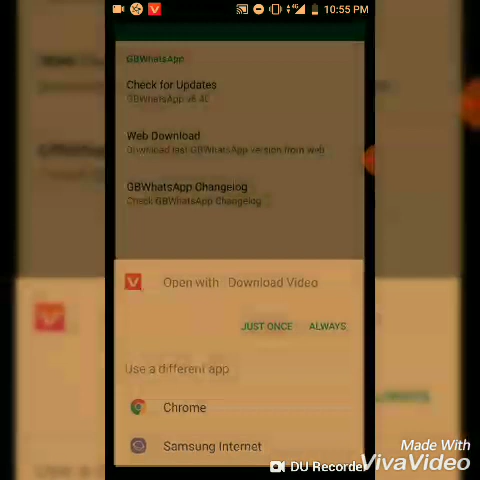 4G 10:55 PM
GBWhatsApp
Check for Updates
GBWhatsApp v6.40
Web Download
Download last GBWhatsApp version from web
GBWhatsApp Changelog
Check GBWhatsApp Changelog
Open with Download Video
JUST ONCE ALWAYS
Use a different app
Chrome
Samsung Internet
DU Recorde
Made With
VivaVideo